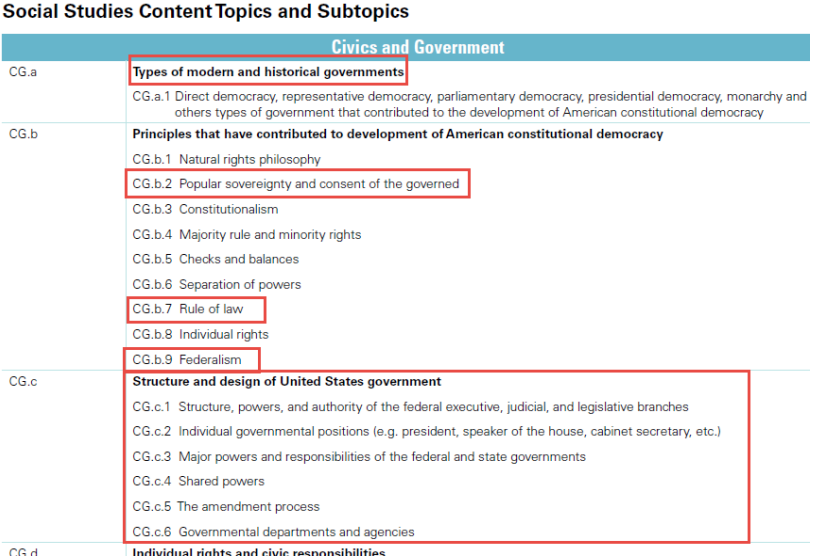 Social Studies Content Topics and Subtopics
Civics and Government
CG.a Types of modern and historical governments
CG.a.1 Direct democracy, representative democracy, parliamentary democracy, presidential democracy, monarchy and
others types of government that contributed to the development of American constitutional democracy
CG.b Principles that have contributed to development of American constitutional democracy
CG.b.1 Natural rights philosophy
CG.b.2 Popular sovereignty and consent of the governed
CG.b.3 Constitutionalism
CG.b.4 Majority rule and minority rights
CG.b.5 Checks and balances
CG.b.6 Separation of powers
CG.b.7 Rule of law
CG.b.8 Individual rights
CG.b.9 Federalism
CG.c Structure and design of United States government
CG.c.1 Structure, powers, and authority of the federal executive, judicial, and legislative branches
CG.c.2 Individual governmental positions (e.g. president, speaker of the house, cabinet secretary, etc.)
CG.c.3 Major powers and responsibilities of the federal and state governments
CG.c.4 Shared powers
CG.c.5 The amendment process
CG.c.6 Governmental departments and agencies
CG.d Individual rights and civic responsibilities